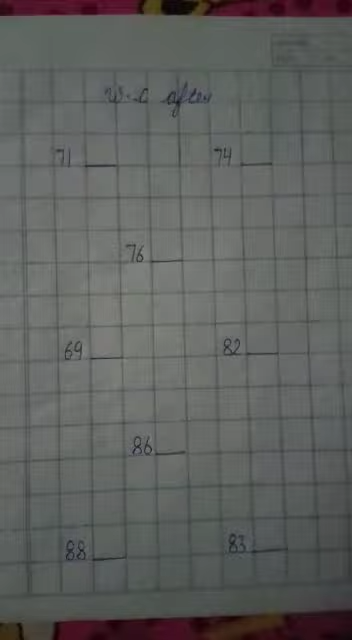 W-O after
71 __ 74 __
76 __
69 __ 82 __
86 __
88 __ 83 __